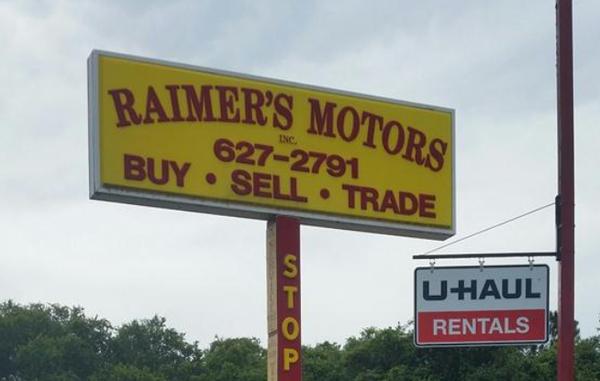 RAIMER'S MOTORS
INC.
627-2791
BUY • SELL • TRADE
STOP
U-HAUL
RENTALS